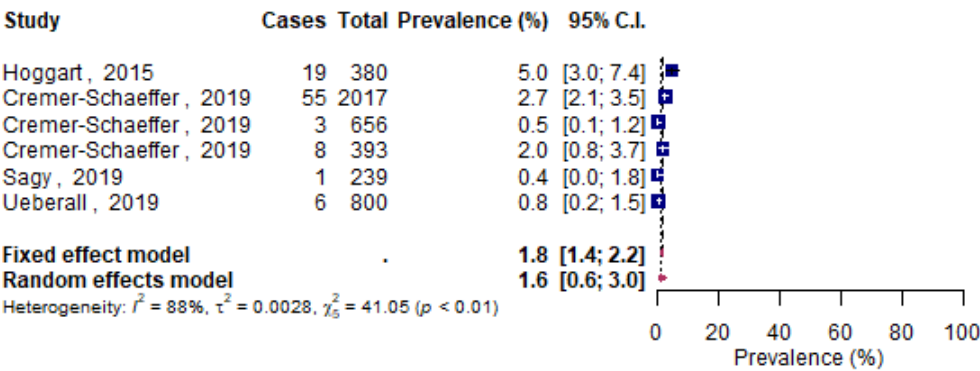 Study Cases Total Prevalence (%) 95% C.I.
Hoggart , 2015 19 380 5.0 [3.0; 7.4]
Cremer-Schaeffer , 2019 55 2017 2.7 [2.1; 3.5]
Cremer-Schaeffer , 2019 3 656 0.5 [0.1; 1.2]
Cremer-Schaeffer , 2019 8 393 2.0 [0.8; 3.7]
Sagy , 2019 1 239 0.4 [0.0; 1.8]
Ueberall , 2019 6 800 0.8 [0.2; 1.5]
Fixed effect model . 1.8 [1.4; 2.2]
Random effects model 1.6 [0.6; 3.0]
Heterogeneity: I² = 88%, τ² = 0.0028, χ²₅ = 41.05 (p < 0.01)
0 20 40 60 80 100
Prevalence (%)